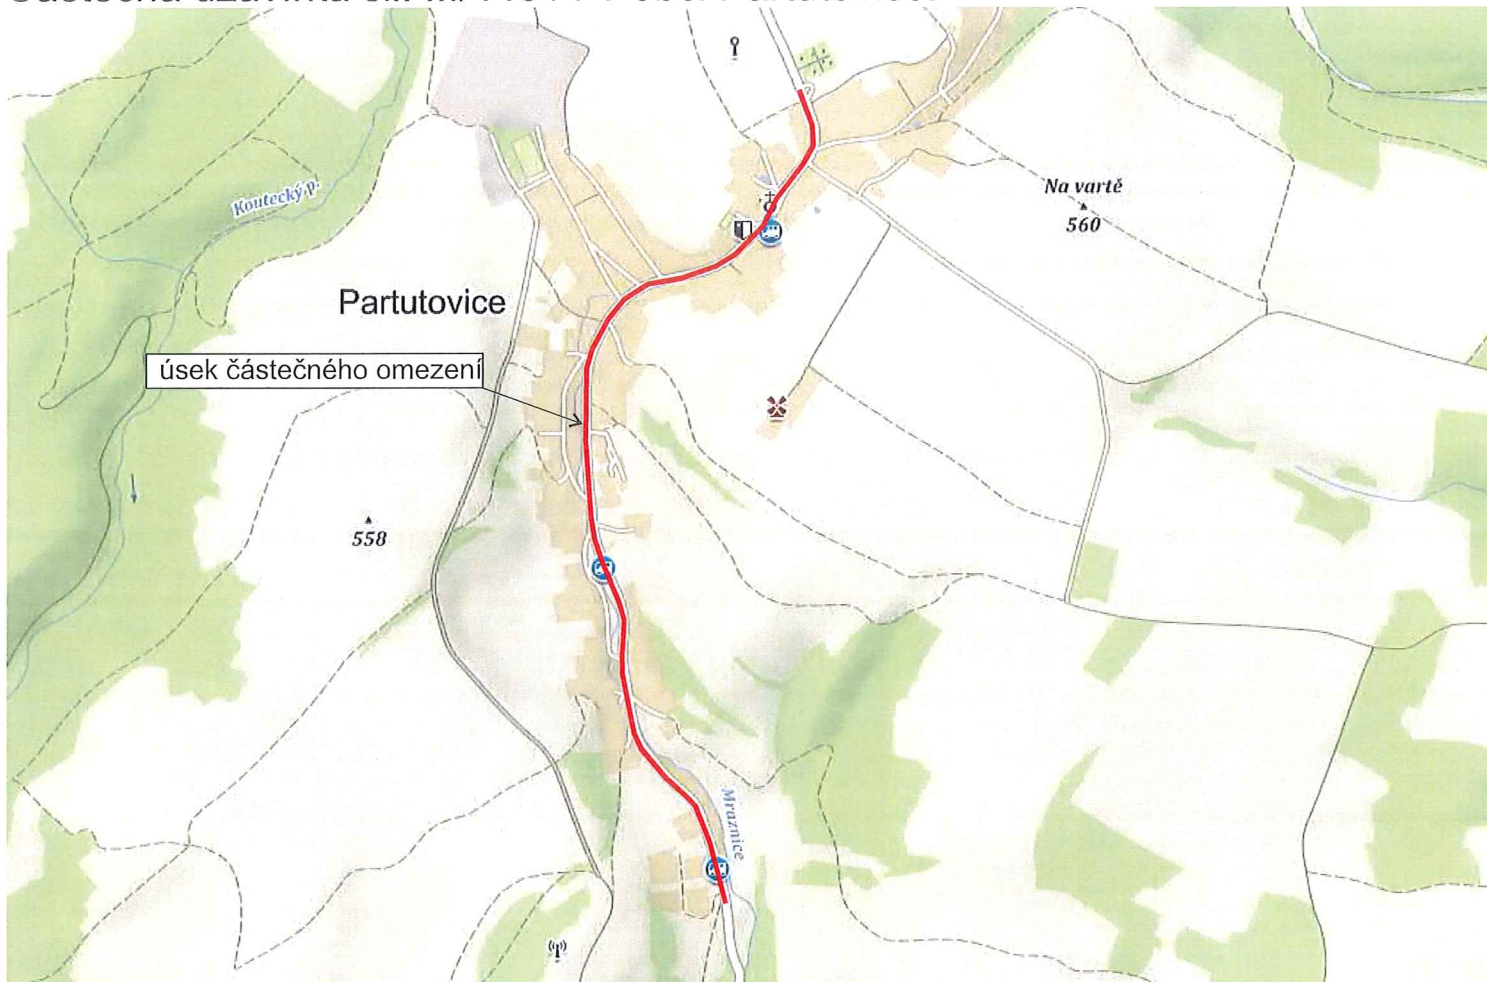 Koutecký p.
Na vartě
560
Partutovice
úsek částečného omezení
558
Mraznice